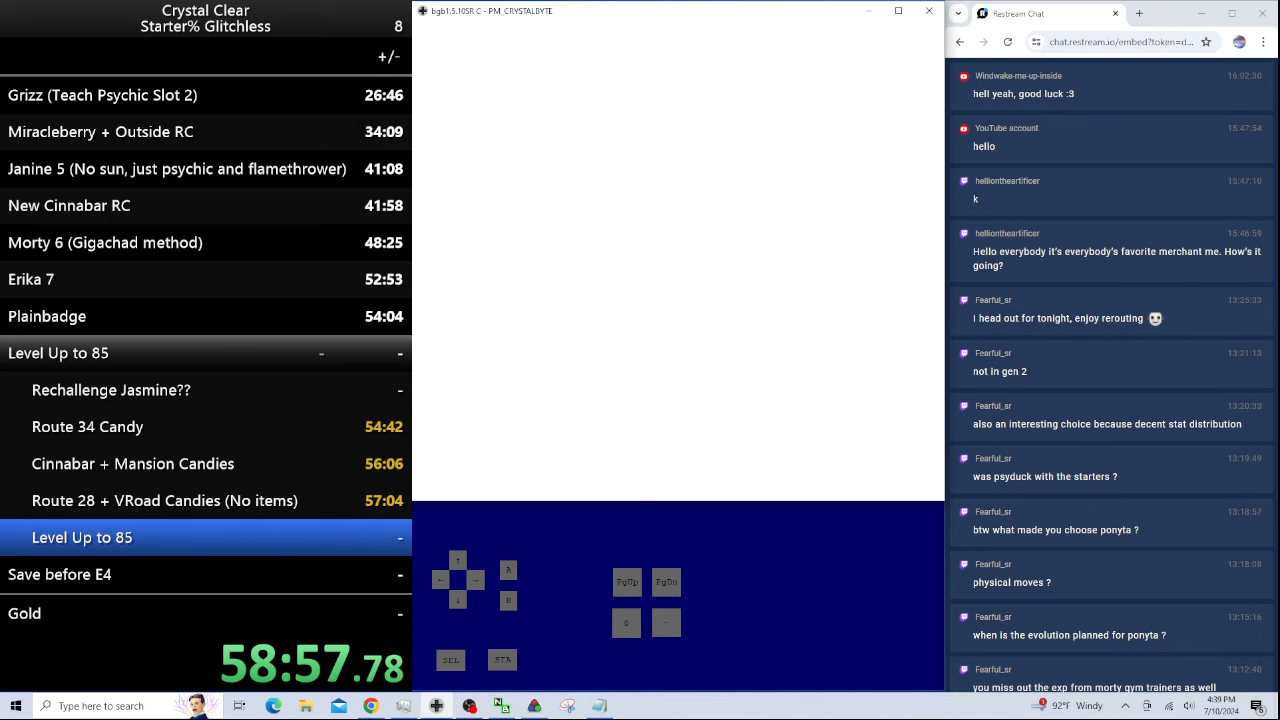 Crystal Clear
Starter% Glitchless 8
+/-
Grizz (Teach Psychic Slot 2) 26:46
Miracleberry + Outside RC 34:09
Janine 5 (No sun, just psychic and flamethrower) 41:08
New Cinnabar RC 41:58
Morty 6 (Gigachad method) 48:25
Erika 7 52:53
Plainbadge 54:04
Level Up to 85 - -
Rechallenge Jasmine?? -
Route 34 Candy 54:42
Cinnabar + Mansion Candies 56:06
Route 28 + VRoad Candies (No items) 57:04
Level Up to 85 -
Save before E4 -
Gold -
58:57.78
bgb1.5.10SR C - PM_CRYSTALBYTE
↑
← →
↓
A
B
SEL STA
PgUp PgDn
0 -
Restream Chat
chat.restream.io/embed?token=d...
Windwake-me-up-inside 16:02:30
hell yeah, good luck :3
YouTube account 15:47:54
hello
helliontheartificer 15:47:10
k
helliontheartificer 15:46:59
Hello everybody it's everybody's favorite merchant me. How's it
going?
Fearful_sr 13:25:33
I head out for tonight, enjoy rerouting
Fearful_sr 13:21:13
not in gen 2
Fearful_sr 13:20:33
also an interesting choice because decent stat distribution
Fearful_sr 13:19:49
was psyduck with the starters ?
Fearful_sr 13:18:57
btw what made you choose ponyta ?
Fearful_sr 13:18:08
physical moves ?
Fearful_sr 13:15:16
when is the evolution planned for ponyta ?
Fearful_sr 13:12:40
you miss out the exp from morty gym trainers as well
Type here to search
92°F Windy
4:39 PM
7/10/2024